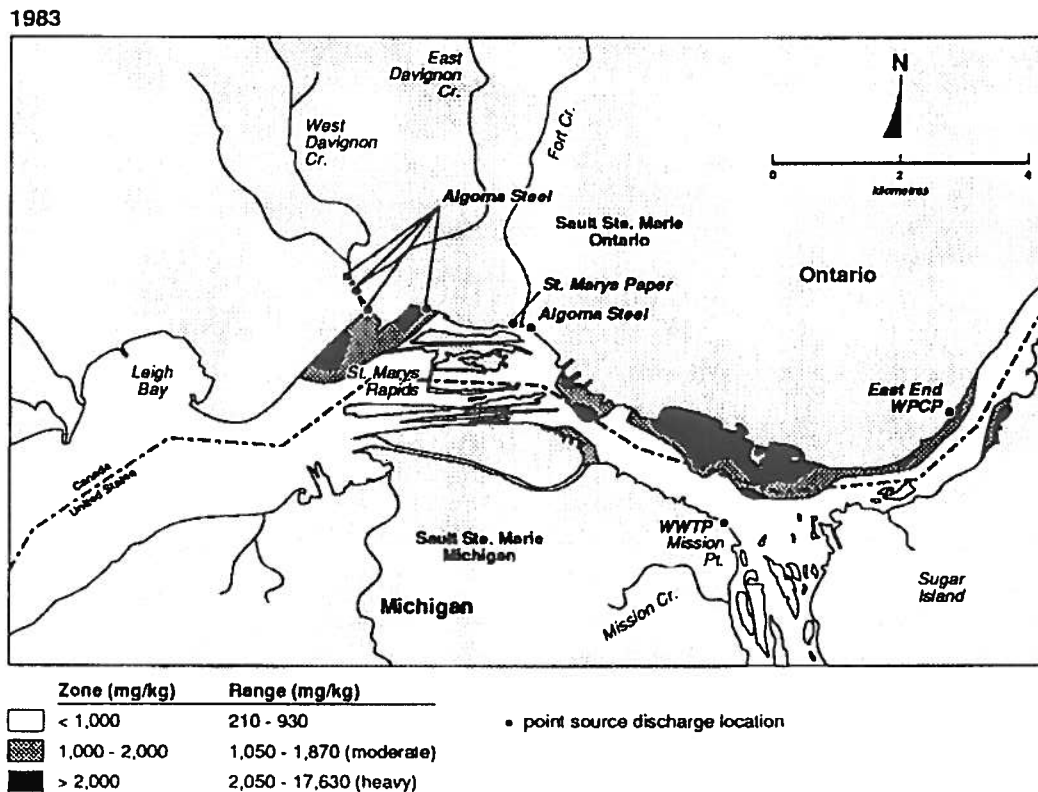 1983
East
Davignon
Cr.
West
Davignon
Cr.
Fort Cr.
N
0 2 4
kilometres
Algoma Steel
Sault Ste. Marie
Ontario
Ontario
St. Marys Paper
Algoma Steel
Leigh
Bay
St. Marys
Rapids
East End
WPCP
Canada
United States
WWTP
Mission
Pt.
Sault Ste. Marie
Michigan
Sugar
Island
Michigan
Mission Cr.
Zone (mg/kg) Range (mg/kg)
< 1,000 210 - 930
• point source discharge location
1,000 - 2,000 1,050 - 1,870 (moderate)
> 2,000 2,050 - 17,630 (heavy)